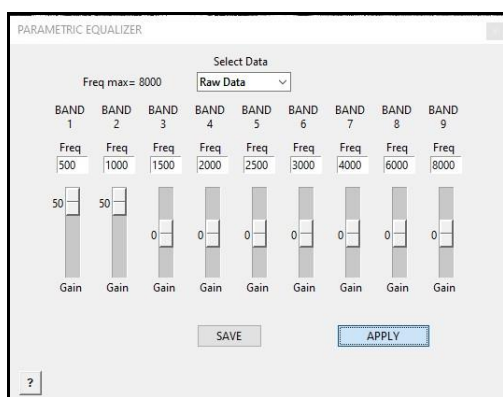 PARAMETRIC EQUALIZER
Select Data
Freq max= 8000 Raw Data
BAND BAND BAND BAND BAND BAND BAND BAND BAND
1 2 3 4 5 6 7 8 9
Freq Freq Freq Freq Freq Freq Freq Freq Freq
500 1000 1500 2000 2500 3000 4000 6000 8000
50 50
0 0 0 0 0 0 0
Gain Gain Gain Gain Gain Gain Gain Gain Gain
SAVE APPLY
?